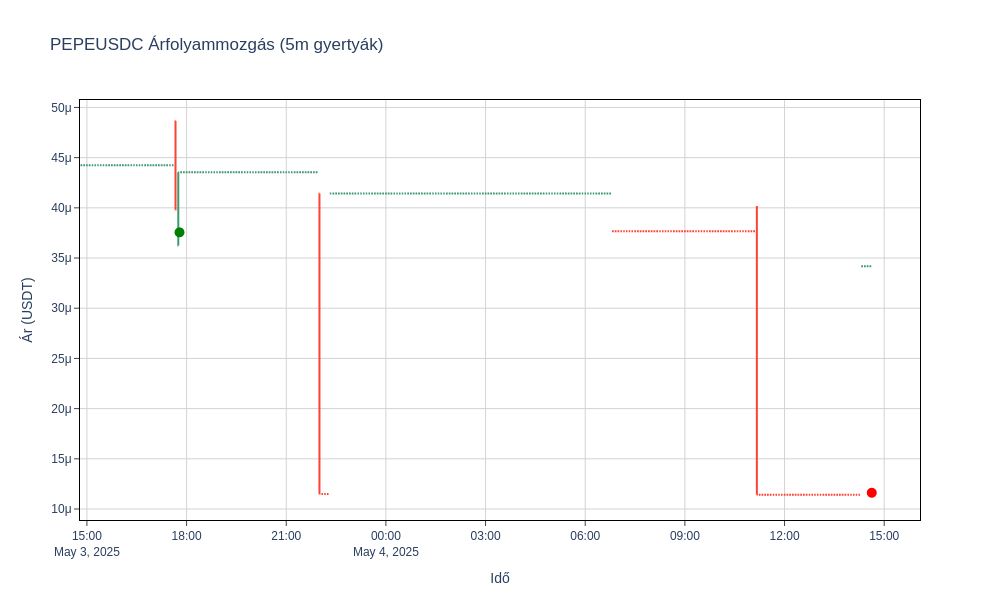 PEPEUSDC Árfolyammozgás (5m gyertyák)
50μ
45μ
40μ
35μ
30μ
25μ
20μ
15μ
10μ
Ár (USDT)
15:00 18:00 21:00 00:00 03:00 06:00 09:00 12:00 15:00
May 3, 2025 May 4, 2025
Idő